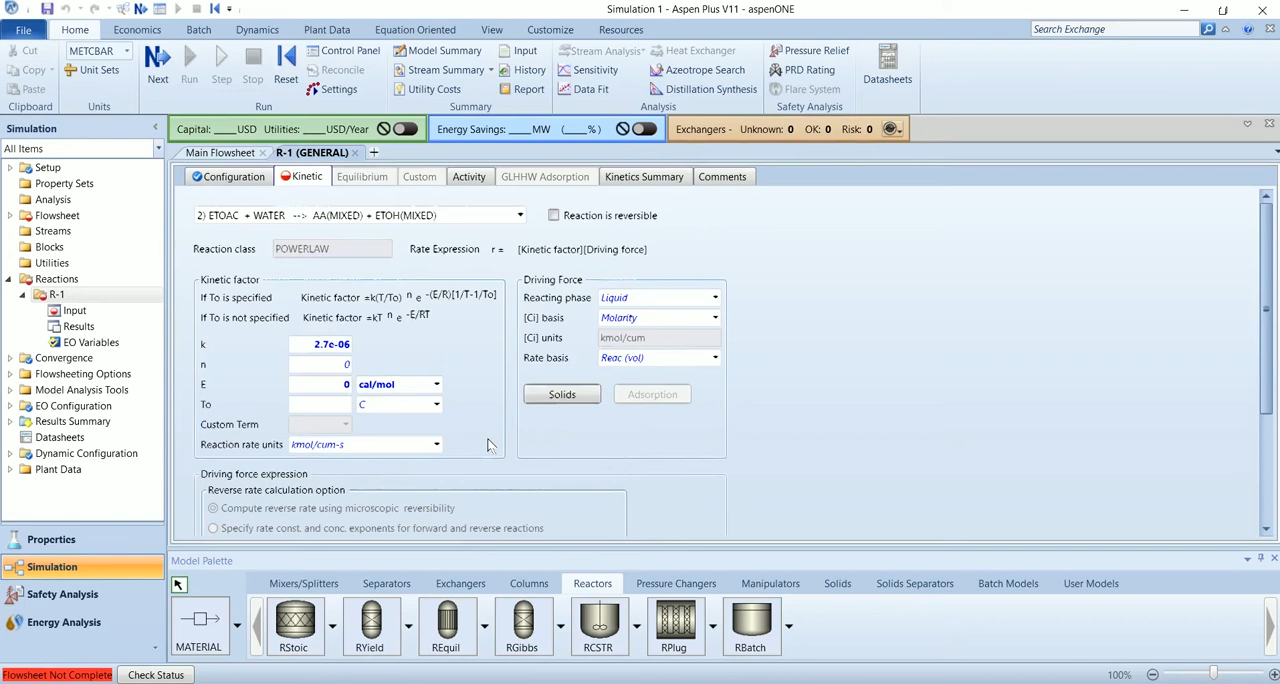 Simulation 1 - Aspen Plus V11 - aspenONE
File Home Economics Batch Dynamics Plant Data Equation Oriented View Customize Resources Search Exchange
Cut METCBAR Control Panel Model Summary Input Stream Analysis Heat Exchanger Pressure Relief
Copy Unit Sets Next Run Step Stop Reset Reconcile Stream Summary History Sensitivity Azeotrope Search PRD Rating Datasheets
Paste Settings Utility Costs Report Data Fit Distillation Synthesis Flare System
Clipboard Units Run Summary Analysis Safety Analysis
Simulation Capital: ____USD Utilities: ____USD/Year Energy Savings: ____MW (____%) Exchangers - Unknown: 0 OK: 0 Risk: 0
All Items
Main Flowsheet R-1 (GENERAL) +
Setup
Property Sets
Analysis
Flowsheet
Streams
Blocks
Utilities
Reactions
R-1
Input
Results
EO Variables
Convergence
Flowsheeting Options
Model Analysis Tools
EO Configuration
Results Summary
Datasheets
Dynamic Configuration
Plant Data
Properties
Simulation
Safety Analysis
Energy Analysis
Configuration Kinetic Equilibrium Custom Activity GLHHW Adsorption Kinetics Summary Comments
2) ETOAC + WATER --> AA(MIXED) + ETOH(MIXED) Reaction is reversible
Reaction class POWERLAW Rate Expression r = [Kinetic factor][Driving force]
Kinetic factor
If To is specified Kinetic factor =k(T/To) n e -(E/R)[1/T-1/To]
If To is not specified Kinetic factor =kT n e -E/RT
k 2.7e-06
n 0
E 0 cal/mol
To C
Custom Term
Reaction rate units kmol/cum-s
Driving Force
Reacting phase Liquid
[Ci] basis Molarity
[Ci] units kmol/cum
Rate basis Reac (vol)
Solids Adsorption
Driving force expression
Reverse rate calculation option
Compute reverse rate using microscopic reversibility
Specify rate const. and conc. exponents for forward and reverse reactions
Model Palette
Mixers/Splitters Separators Exchangers Columns Reactors Pressure Changers Manipulators Solids Solids Separators Batch Models User Models
MATERIAL RStoic RYield REquil RGibbs RCSTR RPlug RBatch
Flowsheet Not Complete Check Status 100%